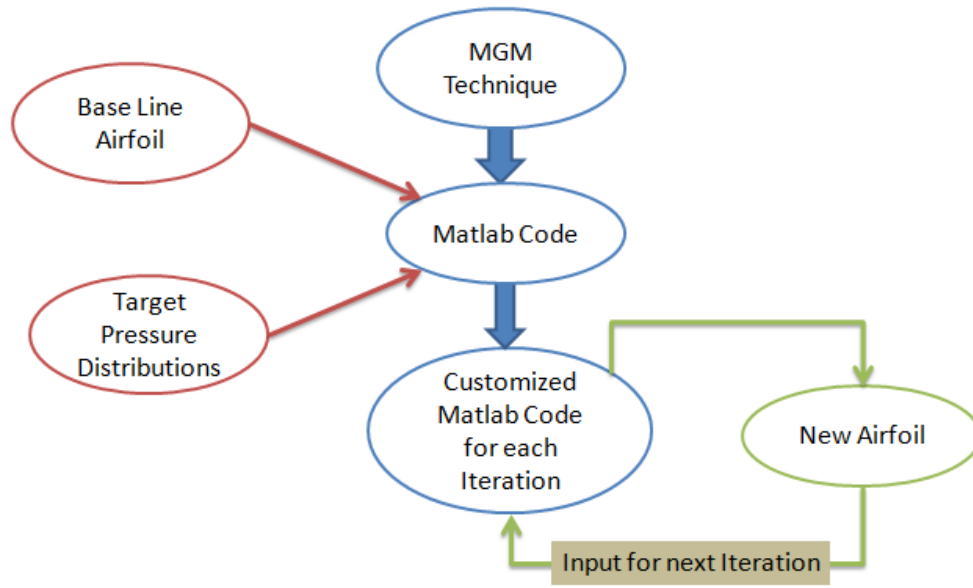 MGM
Technique
Base Line
Airfoil
Matlab Code
Target
Pressure
Distributions
Customized
Matlab Code
for each
Iteration
New Airfoil
Input for next Iteration